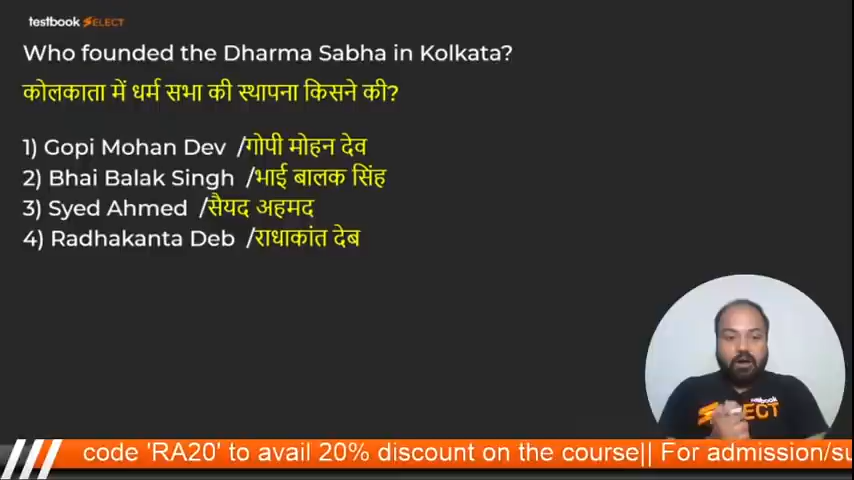 testbook SELECT
Who founded the Dharma Sabha in Kolkata?
कोलकाता में धर्म सभा की स्थापना किसने की?
1) Gopi Mohan Dev /गोपी मोहन देव
2) Bhai Balak Singh /भाई बालक सिंह
3) Syed Ahmed /सैयद अहमद
4) Radhakanta Deb /राधाकांत देब
testbook
SELECT
code 'RA20' to avail 20% discount on the course|| For admission/su